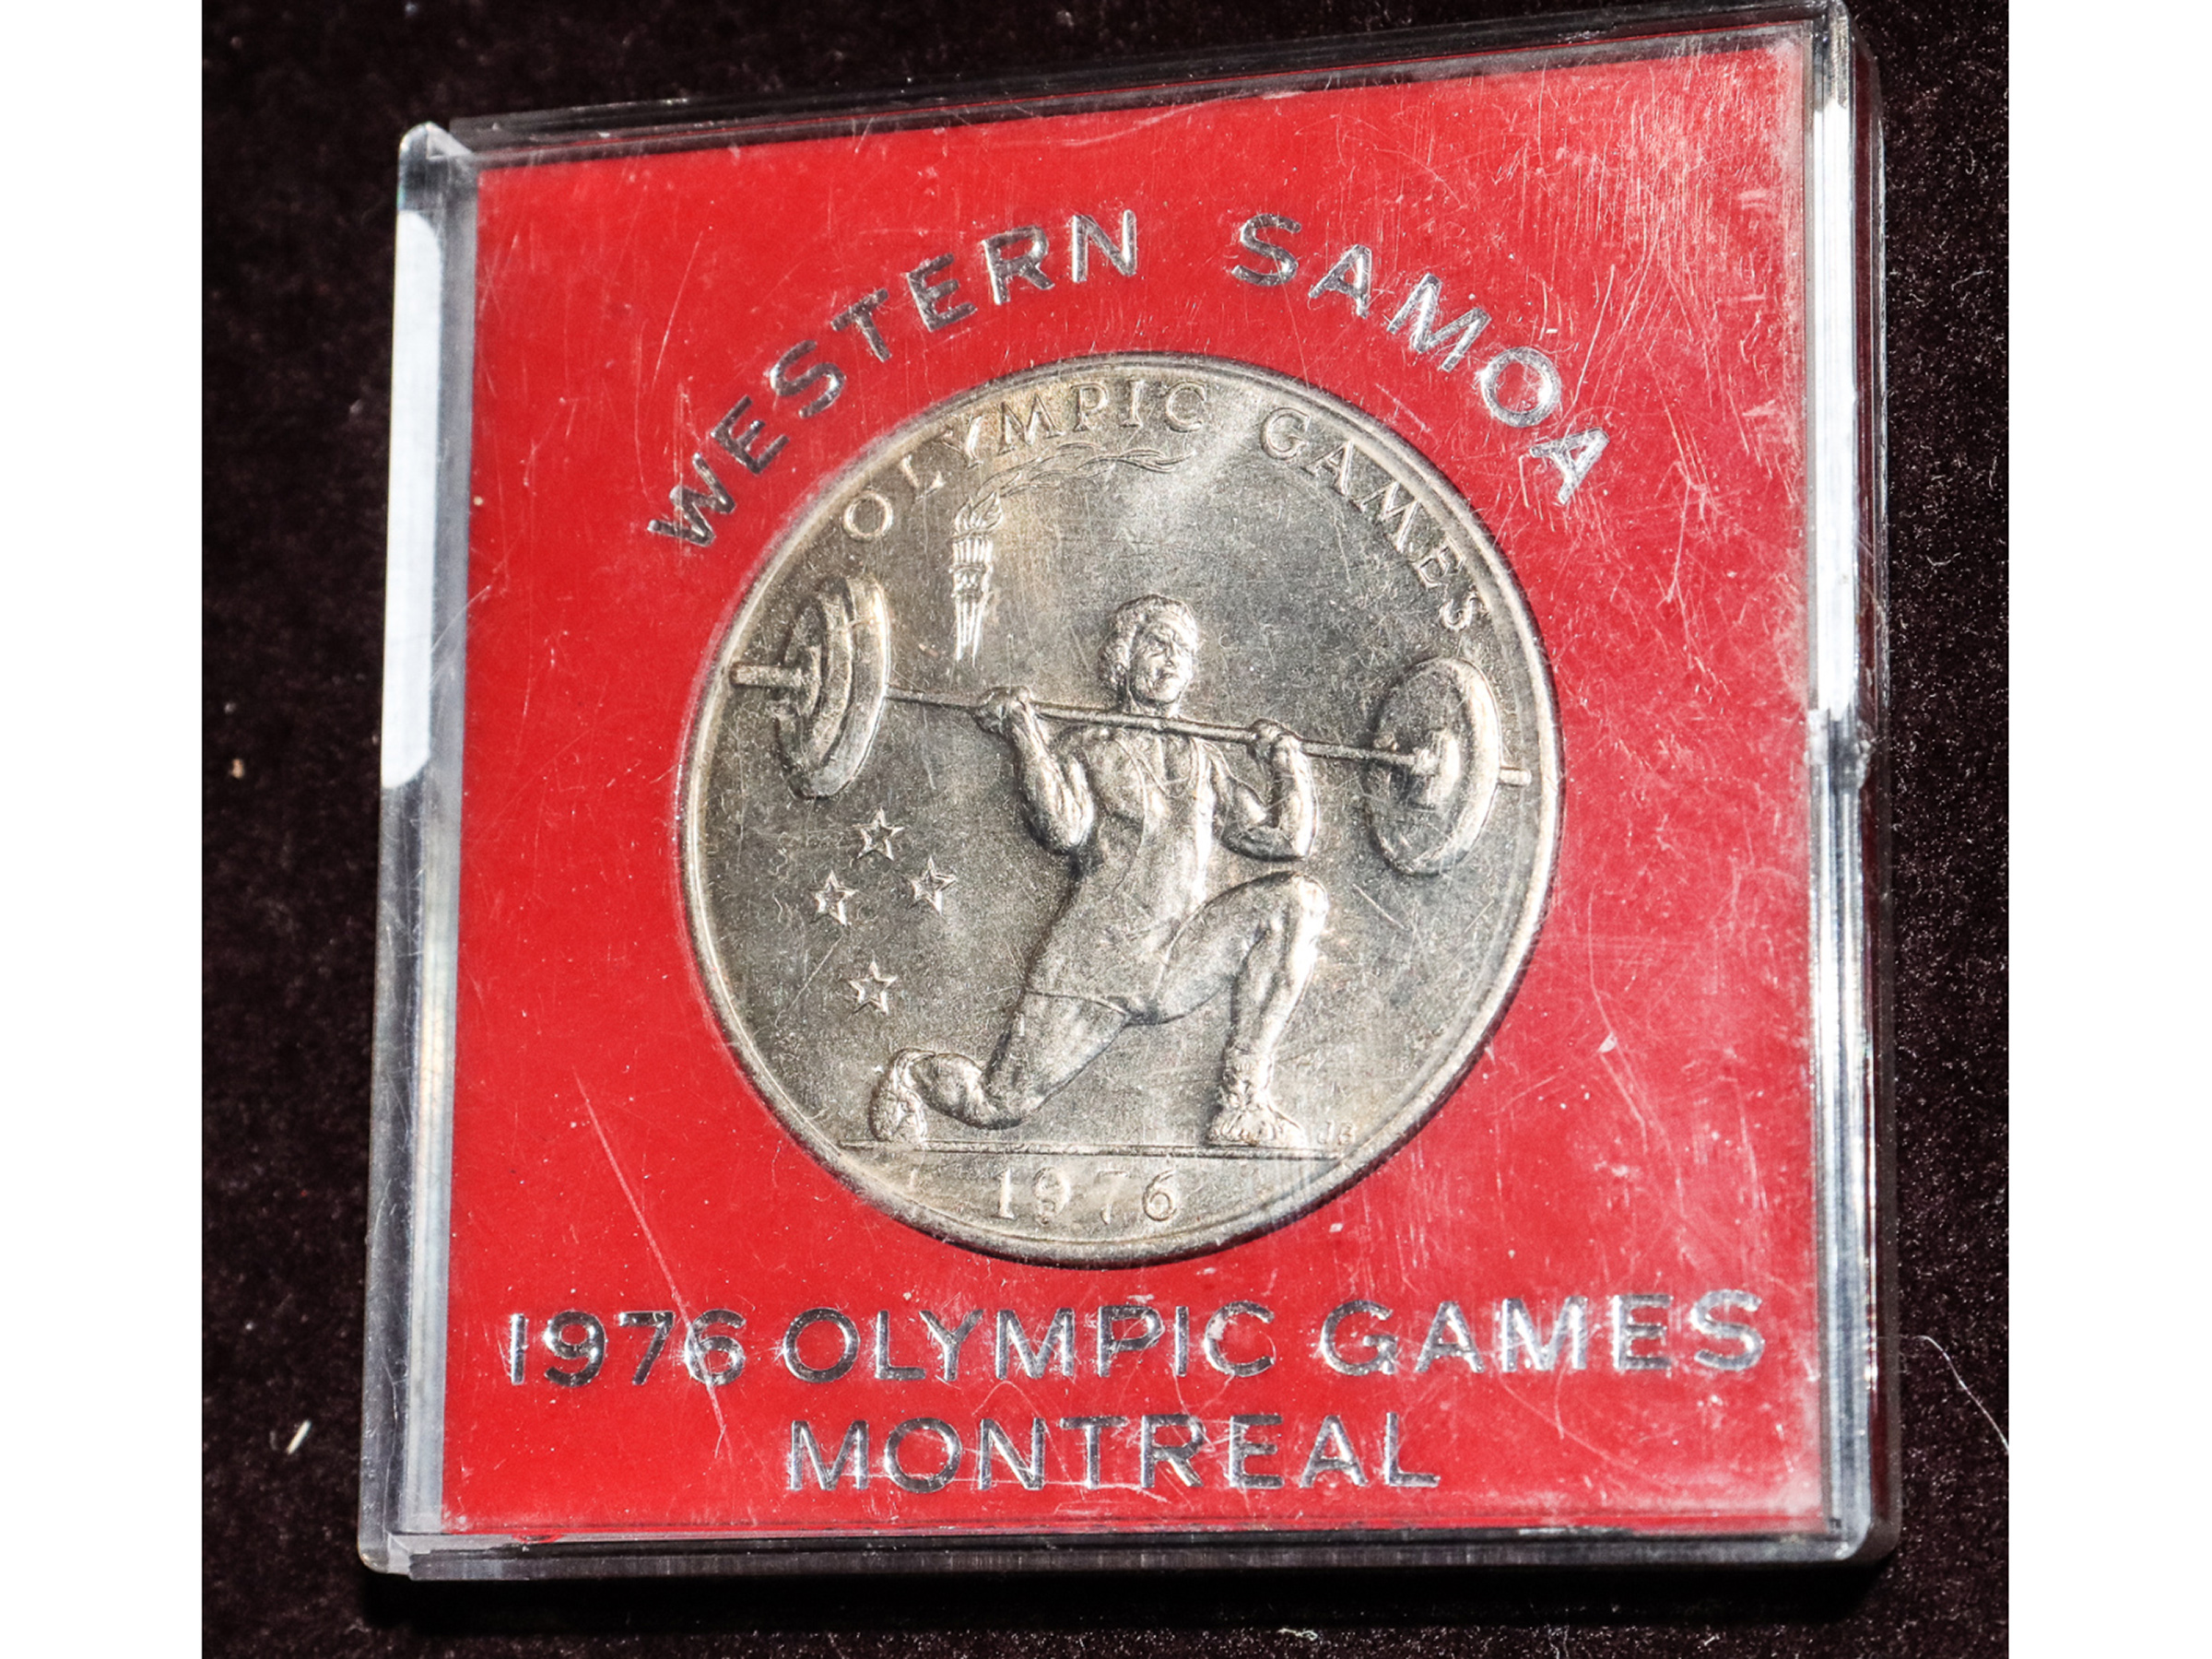 WESTERN SAMOA
OLYMPIC GAMES
JB
1976
1976 OLYMPIC GAMES
MONTREAL